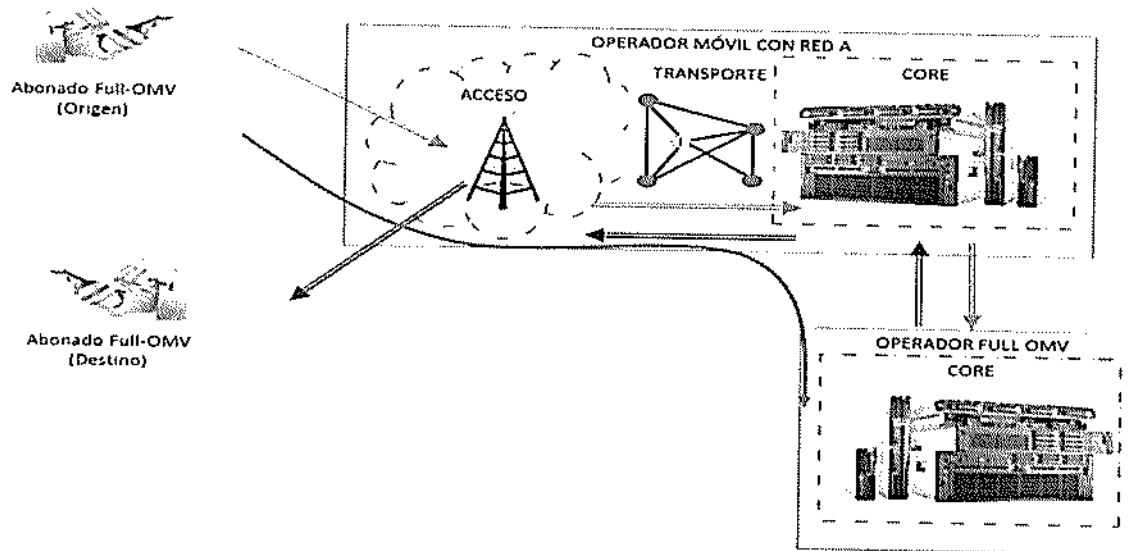 OPERADOR MÓVIL CON RED A
Abonado Full-OMV
(Origen)
ACCESO
TRANSPORTE
CORE
Abonado Full-OMV
(Destino)
OPERADOR FULL OMV
CORE